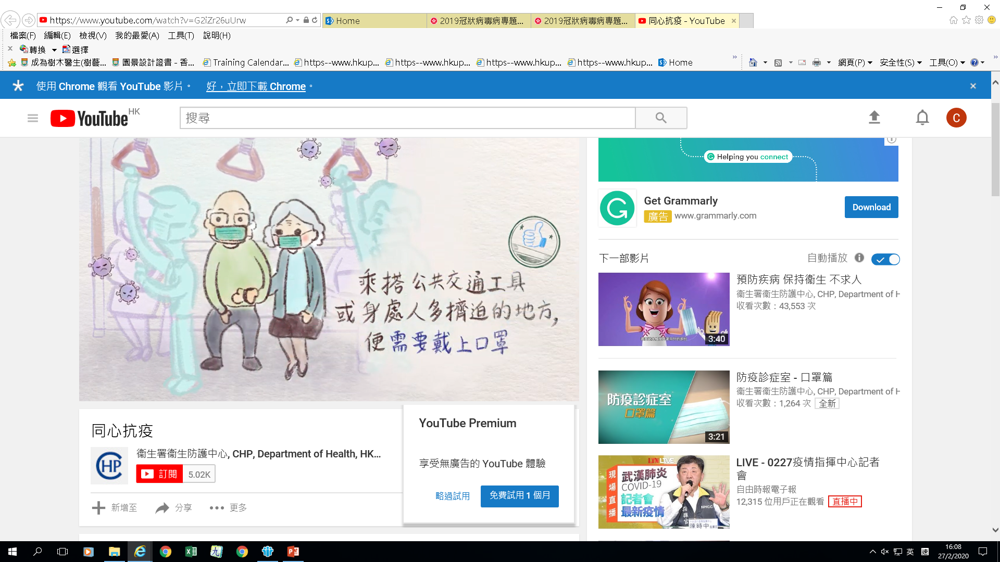 https://www.youtube.com/watch?v=G2iZr26uUrw
Home
2019冠狀病毒病專題...
2019冠狀病毒病專題...
同心抗疫 - YouTube
檔案(F) 編輯(E) 檢視(V) 我的最愛(A) 工具(T) 說明(H)
轉換 選擇
成為樹木醫生(樹藝... 園景設計證書 - 香... Training Calendar... https--www.hkup... https--www.hkup... https--www.hkup... https--www.hkup... Home
網頁(P) 安全性(S) 工具(O)
使用 Chrome 觀看 YouTube 影片。 好，立即下載 Chrome。
YouTube HK
搜尋
C
乘搭公共交通工具
或身處人多擠迫的地方,
便需要戴上口罩
同心抗疫
CHP
衞生署衞生防護中心, CHP, Department of Health, HK...
訂閱 5.02K
新增至 分享 更多
YouTube Premium
享受無廣告的 YouTube 體驗
略過試用 免費試用 1 個月
Helping you connect
Get Grammarly
廣告 www.grammarly.com
Download
下一部影片 自動播放
3:40
預防疾病 保持衞生 不求人
衞生署衞生防護中心, CHP, Department of H
收看次數：43,553 次
防疫診症室
口罩篇
3:21
防疫診症室 - 口罩篇
衞生署衞生防護中心, CHP, Department of H
收看次數：1,264 次 全新
LTN LIVE
現場直播
武漢肺炎
COVID-19
記者會
最新疫情
NHCC
指揮官
陳時中
LIVE - 0227疫情指揮中心記者
會
自由時報電子報
12,315 位用戶正在觀看 直播中
英 速
16:08
27/2/2020